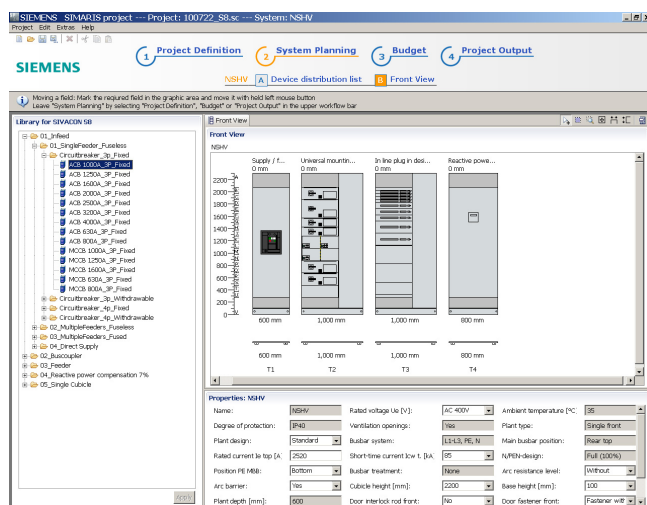 SIEMENS SIMARIS project --- Project: 100722_S8.sc --- System: NSHV
Project Edit Extras Help
SIEMENS
1 Project Definition 2 System Planning 3 Budget 4 Project Output
NSHV A Device distribution list B Front View
Moving a field: Mark the required field in the graphic area and move it with held left mouse button
Leave "System Planning" by selecting "Project Definition", "Budget" or "Project Output" in the upper workflow bar
Library for SIVACON S8
01_Infeed
01_SingleFeeder_Fuseless
Circuitbreaker_3p_Fixed
ACB 1000A_3P_Fixed
ACB 1250A_3P_Fixed
ACB 1600A_3P_Fixed
ACB 2000A_3P_Fixed
ACB 2500A_3P_Fixed
ACB 3200A_3P_Fixed
ACB 4000A_3P_Fixed
ACB 630A_3P_Fixed
ACB 800A_3P_Fixed
MCCB 1000A_3P_Fixed
MCCB 1250A_3P_Fixed
MCCB 1600A_3P_Fixed
MCCB 630A_3P_Fixed
MCCB 800A_3P_Fixed
Circuitbreaker_3p_Withdrawable
Circuitbreaker_4p_Fixed
Circuitbreaker_4p_Withdrawable
02_MultipleFeeders_Fuseless
03_MultipleFeeders_Fused
04_Direct Supply
02_Buscoupler
03_Feeder
04_Reactive power compensation 7%
05_Single Cubicle
Apply
Front View
Front View
NSHV
Supply / f... Universal mountin... In line plug in desi... Reactive powe...
0 mm 0 mm 0 mm 0 mm
2200
2000
1800
1600
1400
1200
1000
800
600
400
200
0
600 mm 1,000 mm 1,000 mm 800 mm
600 mm 1,000 mm 1,000 mm 800 mm
T1 T2 T3 T4
Properties: NSHV
Name: NSHV Rated voltage Ue [V]: AC 400V Ambient temperature [°C] 35
Degree of protection: IP40 Ventilation openings: Yes Plant type: Single front
Plant design: Standard Busbar system: L1-L3, PE, N Main busbar position: Rear top
Rated current Ie top [A] 2520 Short-time current Icw t. [kA] 85 N/PEN-design: Full (100%)
Position PE MBB: Bottom Busbar treatment: None Arc resistance level: Without
Arc barrier: Yes Cubicle height [mm]: 2200 Base height [mm]: 100
Plant depth [mm]: 600 Door interlock rod front: No Door fastener front: Fastener with